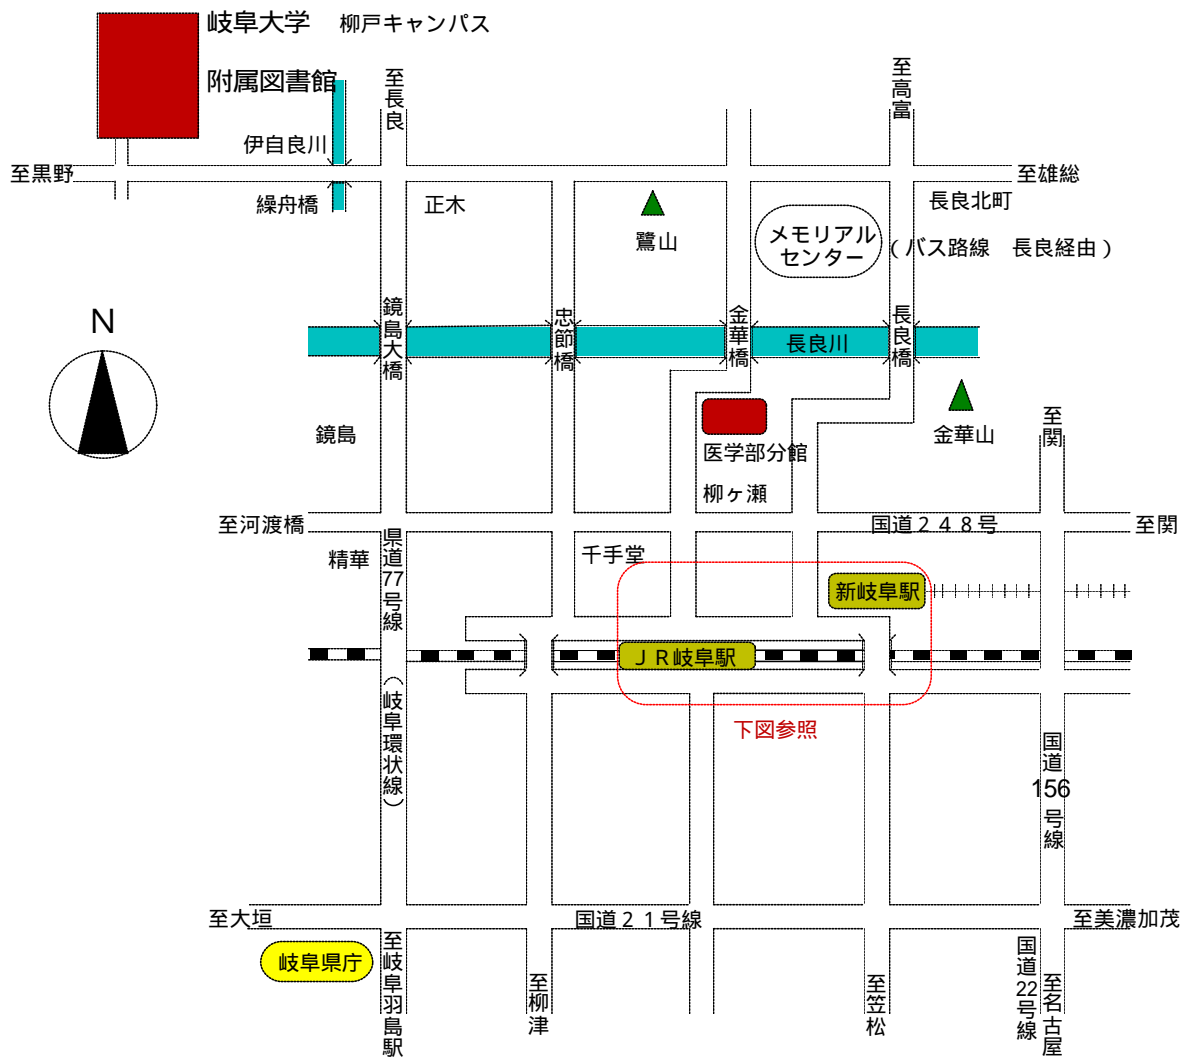 岐阜大学 柳戸キャンパス
附属図書館
至長良
至高富
伊自良川
至黒野
至雄総
繰舟橋
正木
長良北町
鷺山
メモリアル
センター
(バス路線 長良経由)
N
鏡島大橋
忠節橋
金華橋
長良橋
長良川
鏡島
金華山
至関
医学部分館
柳ヶ瀬
至河渡橋
国道248号
至関
精華
県道77号線(岐阜環状線)
千手堂
新岐阜駅
JR岐阜駅
下図参照
国道156号線
至大垣
国道21号線
至美濃加茂
岐阜県庁
至岐阜羽島駅
至柳津
至笠松
国道22号線
至名古屋